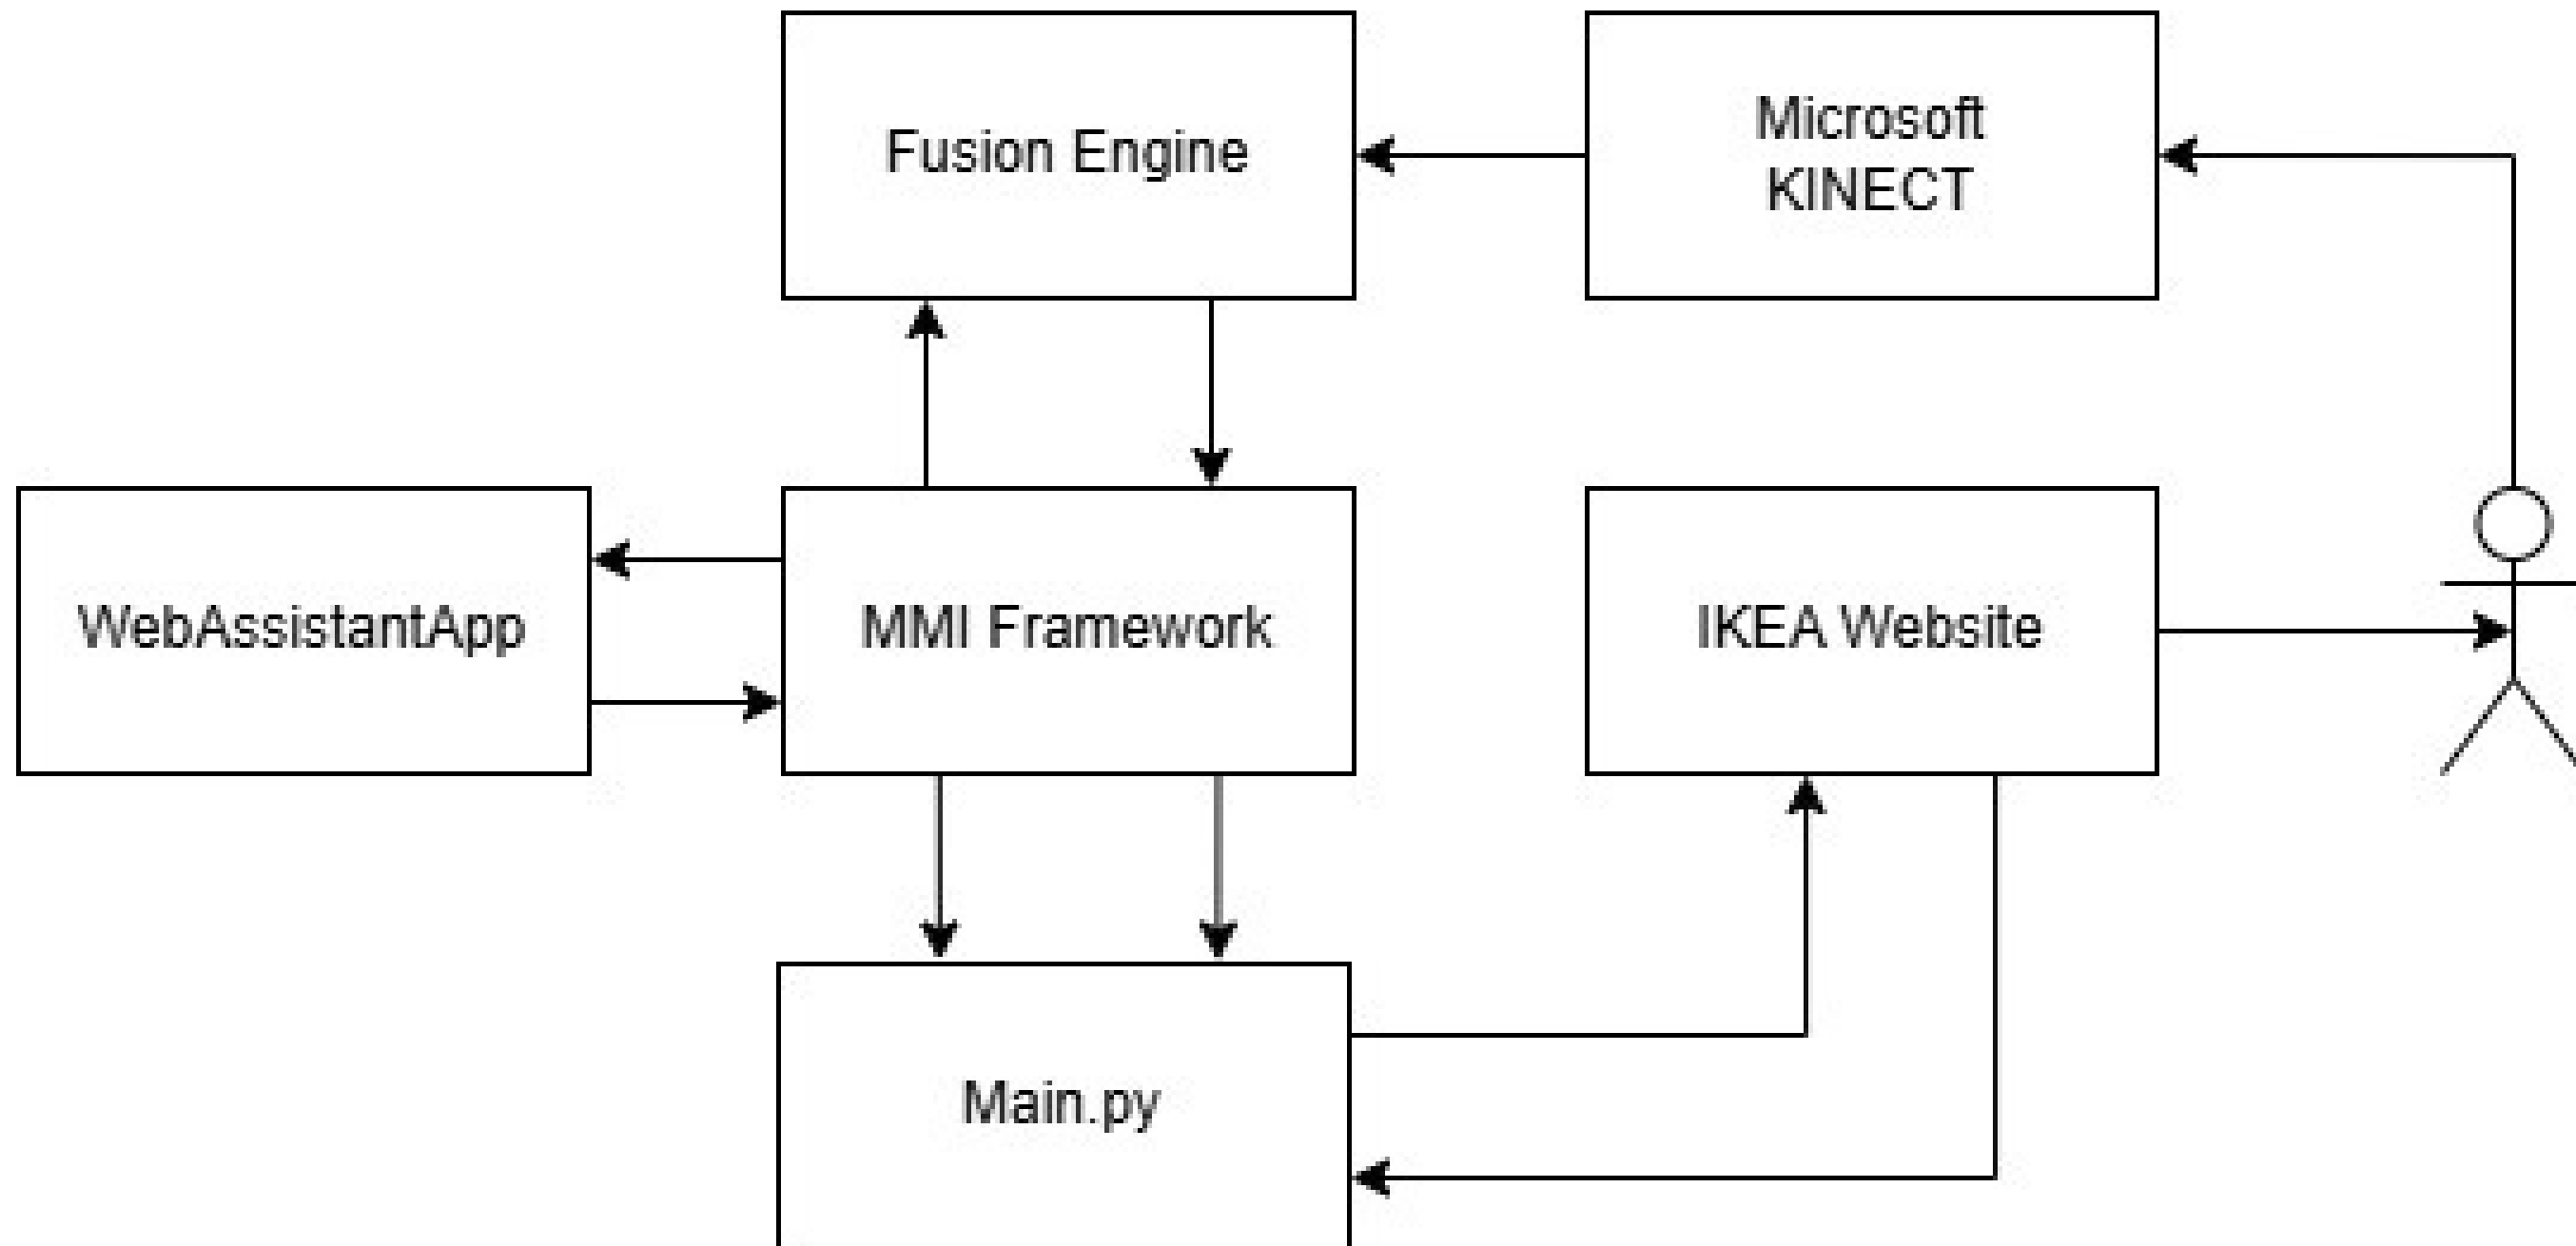 Fusion Engine
Microsoft
KINECT
WebAssistantApp
MMI Framework
IKEA Website
Main.py